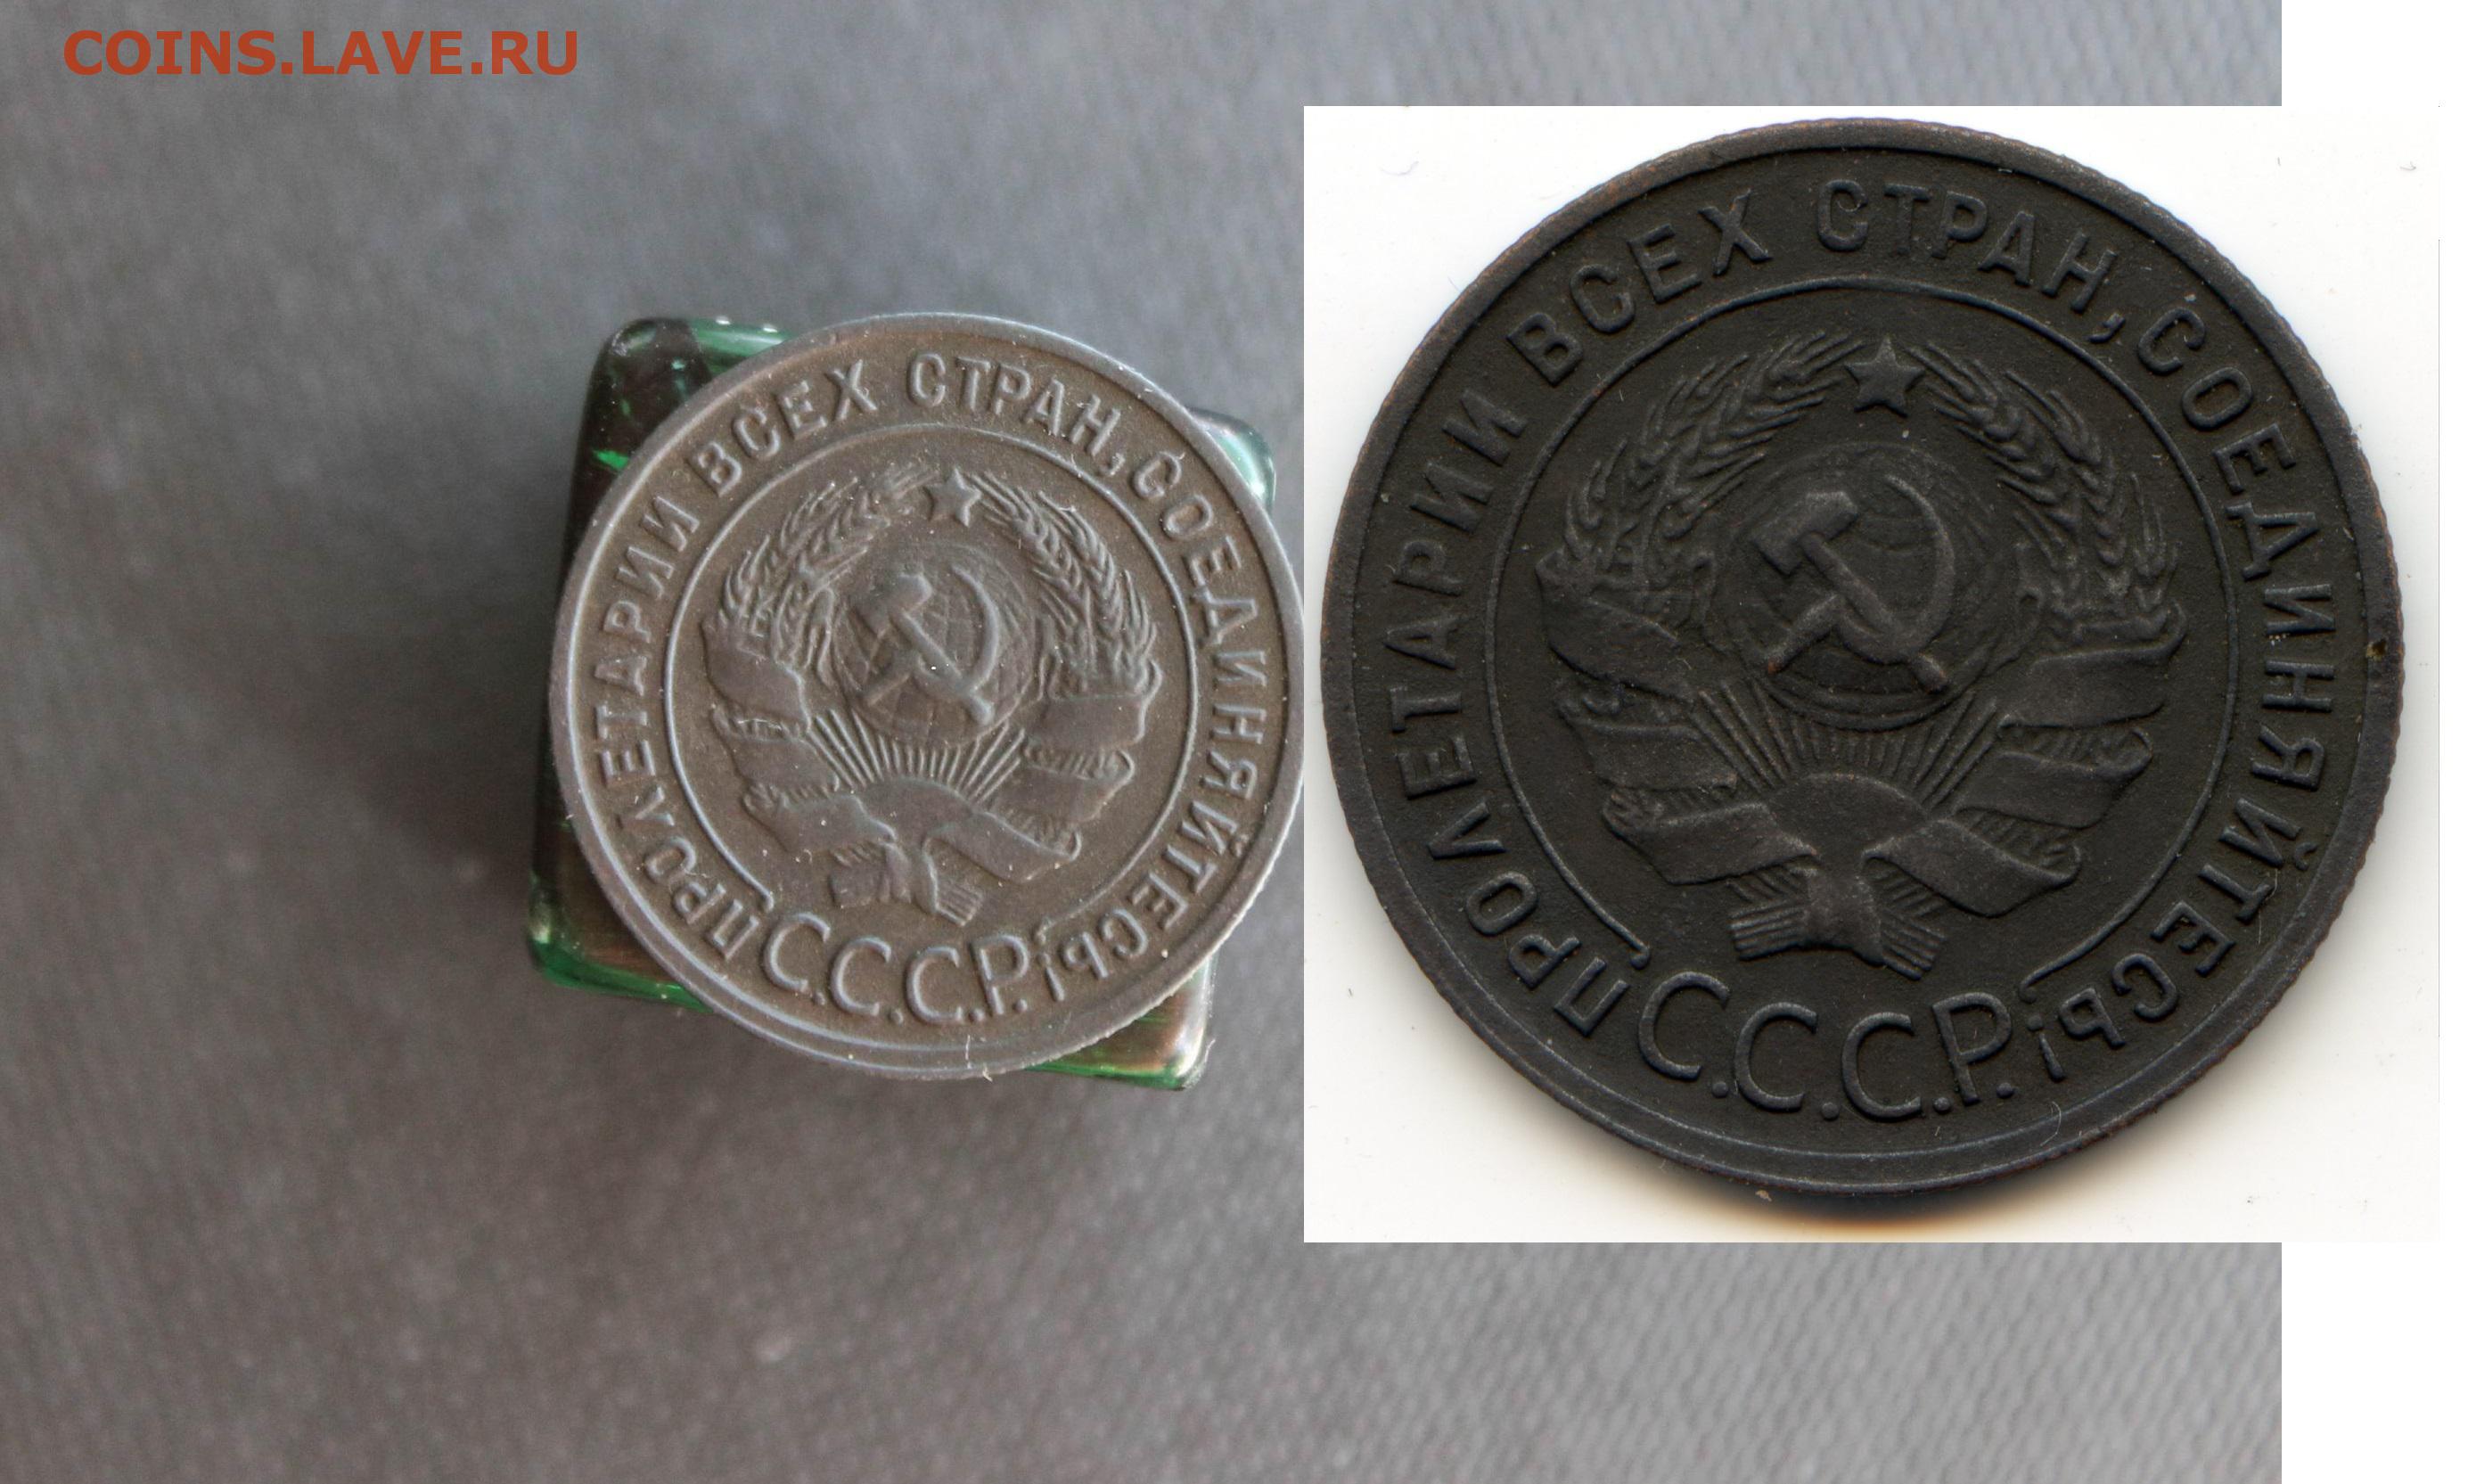 COINS.LAVE.RU
ПРОЛЕТАРИИ ВСЕХ СТРАН, СОЕДИНЯЙТЕСЬ!
С.С.С.Р.
ПРОЛЕТАРИИ ВСЕХ СТРАН, СОЕДИНЯЙТЕСЬ!
С.С.С.Р.